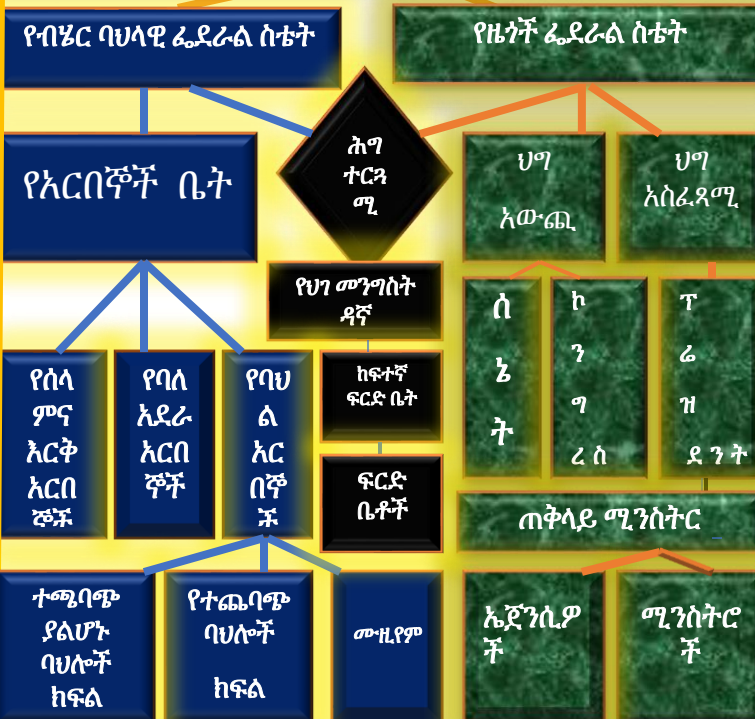 የብሄር ባህላዊ ፌደራል ስቴት
የዜጎች ፌደራል ስቴት
ሕግ
ተርጓ
ሚ
የአርበኞች ቤት
ህግ
አውጪ
ህግ
አስፈጻሚ
የህገ መንግስት
ዳኛ
ሰ
ኔ
ት
ኮ
ን
ግ
ረ ስ
ፕ
ሬ
ዝ
ደ ን ት
የሰላ
ምና
እርቅ
አርበ
ኞች
የባለ
አደራ
አርበ
ኞች
የባህ
ል
አር
በኞ
ች
ከፍተኛ
ፍርድ ቤት
ፍርድ
ቤቶች
ጠቅላይ ሚንስትር
ተጫባጭ
ያልሆኑ
ባህሎች
ክፍል
የተጨባጭ
ባህሎች
ክፍል
ሙዚየም
ኤጀንሲዎ
ች
ሚንስትሮ
ች